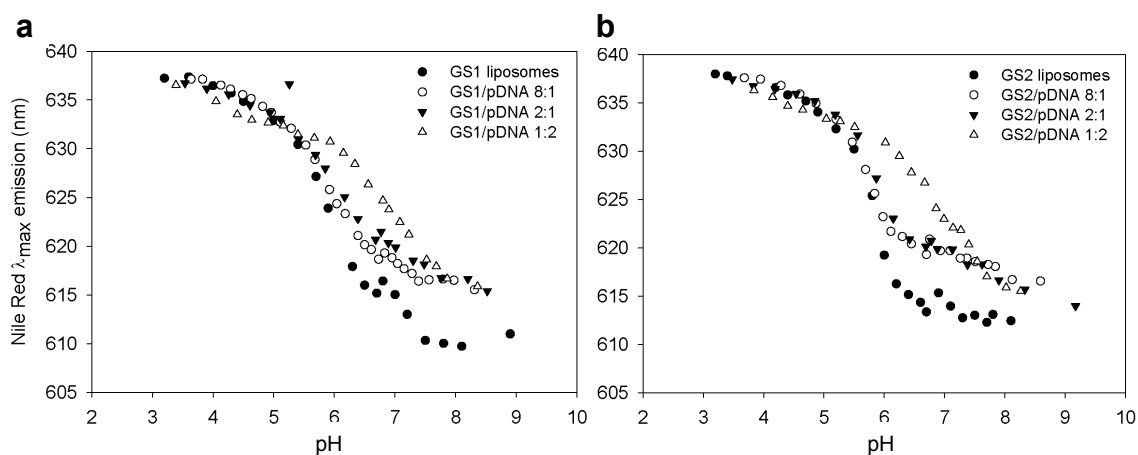 a
b
640
635
630
625
620
615
610
605
Nile Red λmax emission (nm)
GS1 liposomes
GS1/pDNA 8:1
GS1/pDNA 2:1
GS1/pDNA 1:2
2 3 4 5 6 7 8 9 10
pH
640
635
630
625
620
615
610
605
GS2 liposomes
GS2/pDNA 8:1
GS2/pDNA 2:1
GS2/pDNA 1:2
2 3 4 5 6 7 8 9 10
pH